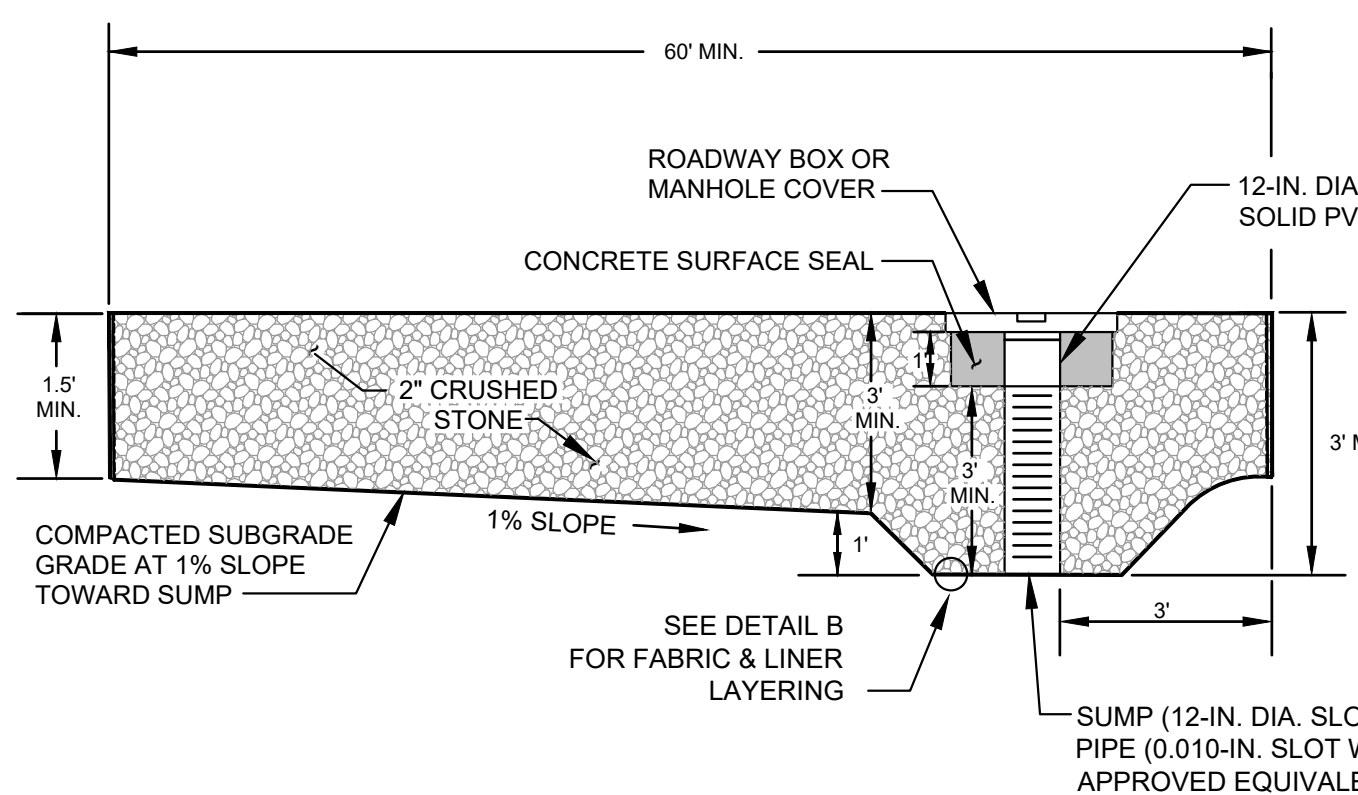 60' MIN.
ROADWAY BOX OR
MANHOLE COVER
12-IN. DIA
SOLID PV
CONCRETE SURFACE SEAL
1.5'
MIN.
2" CRUSHED
STONE
3'
MIN.
1'
3'
MIN.
3' M
COMPACTED SUBGRADE
GRADE AT 1% SLOPE
TOWARD SUMP
1% SLOPE
1'
SEE DETAIL B
FOR FABRIC & LINER
LAYERING
3'
SUMP (12-IN. DIA. SLO
PIPE (0.010-IN. SLOT W
APPROVED EQUIVALE